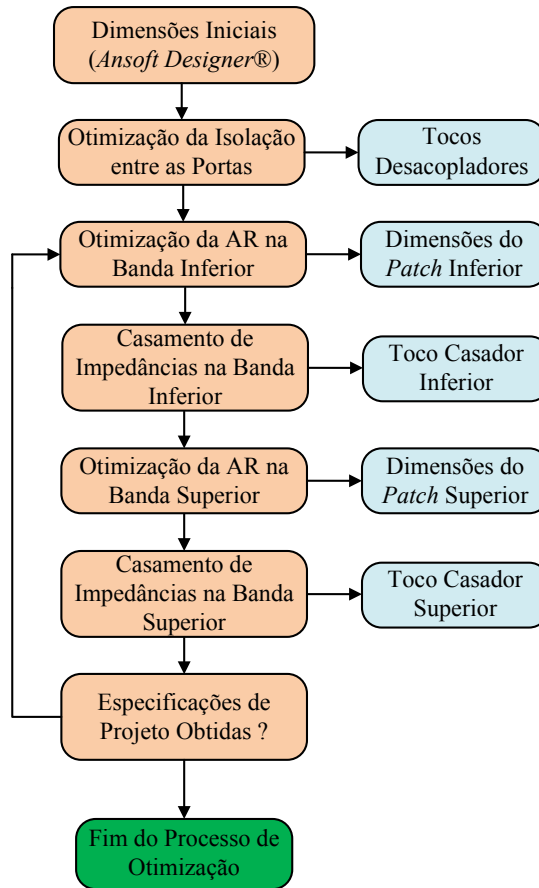 Dimensões Iniciais
(Ansoft Designer®)
Otimização da Isolação
entre as Portas
Tocos
Desacopladores
Otimização da AR na
Banda Inferior
Dimensões do
Patch Inferior
Casamento de
Impedâncias na Banda
Inferior
Toco Casador
Inferior
Otimização da AR na
Banda Superior
Dimensões do
Patch Superior
Casamento de
Impedâncias na Banda
Superior
Toco Casador
Superior
Especificações de
Projeto Obtidas ?
Fim do Processo de
Otimização